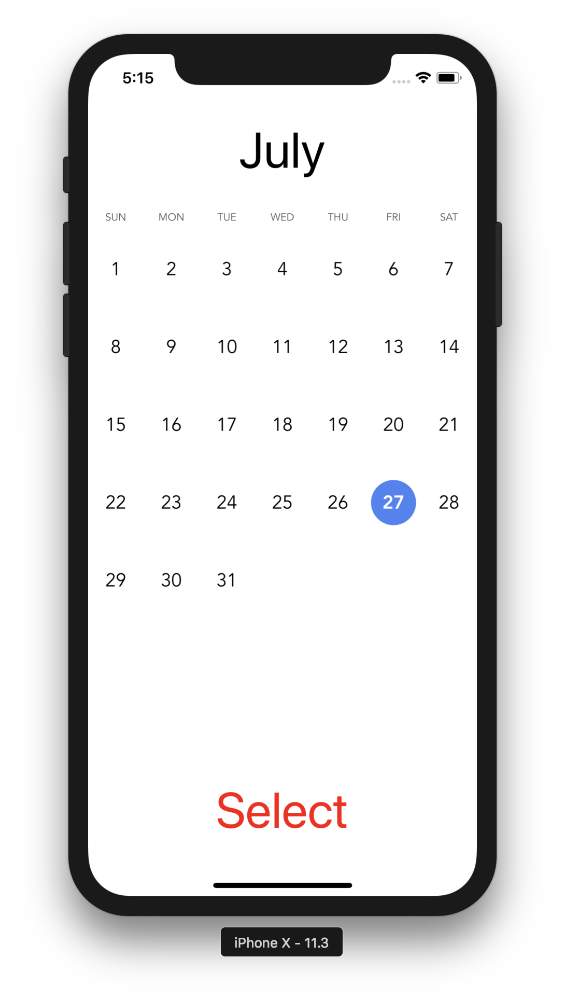 5:15
July
SUN MON TUE WED THU FRI SAT
1 2 3 4 5 6 7
8 9 10 11 12 13 14
15 16 17 18 19 20 21
22 23 24 25 26 27 28
29 30 31
Select
iPhone X - 11.3